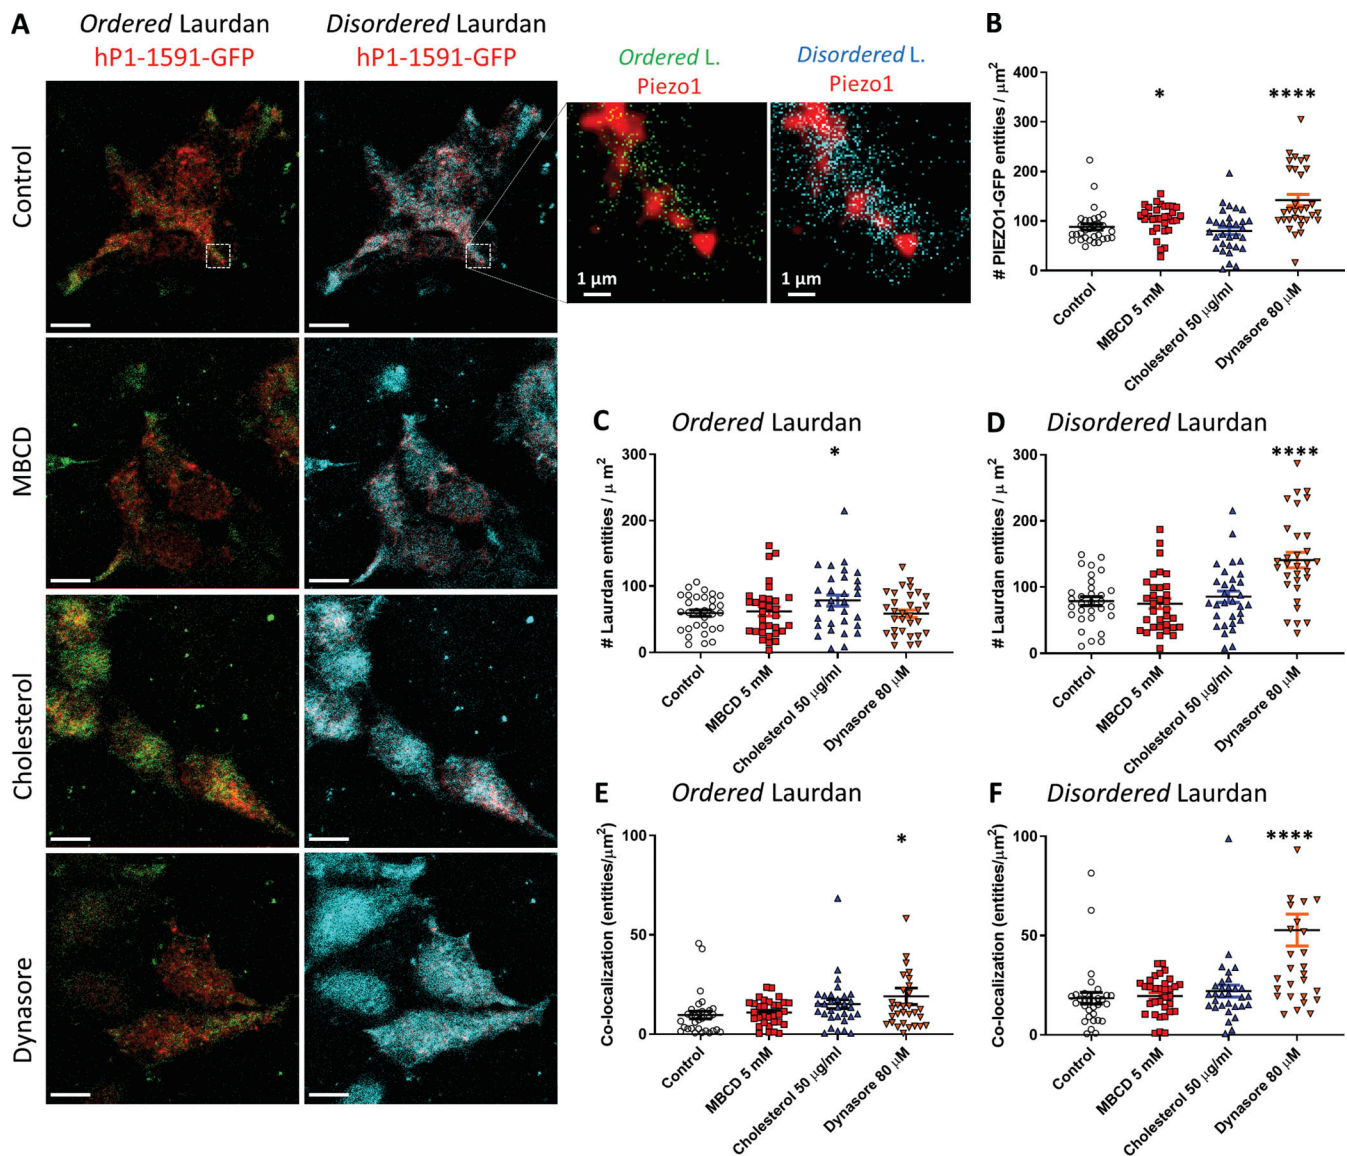 A
Ordered Laurdan
hP1-1591-GFP
Disordered Laurdan
hP1-1591-GFP
Ordered L.
Piezo1
Disordered L.
Piezo1
Control
1 μm
1 μm
MBCD
Cholesterol
Dynasore
B
# PIEZO1-GFP entities / μm2
400
300
200
100
0
*
****
Control
MBCD 5 mM
Cholesterol 50 μg/ml
Dynasore 80 μM
C
Ordered Laurdan
# Laurdan entities / μ m2
300
200
100
0
*
Control
MBCD 5 mM
Cholesterol 50 μg/ml
Dynasore 80 μM
D
Disordered Laurdan
# Laurdan entities / μ m2
300
200
100
0
****
Control
MBCD 5 mM
Cholesterol 50 μg/ml
Dynasore 80 μM
E
Ordered Laurdan
Co-localization (entities/μm2)
100
50
0
*
Control
MBCD 5 mM
Cholesterol 50 μg/ml
Dynasore 80 μM
F
Disordered Laurdan
Co-localization (entities/μm2)
100
50
0
****
Control
MBCD 5 mM
Cholesterol 50 μg/ml
Dynasore 80 μM